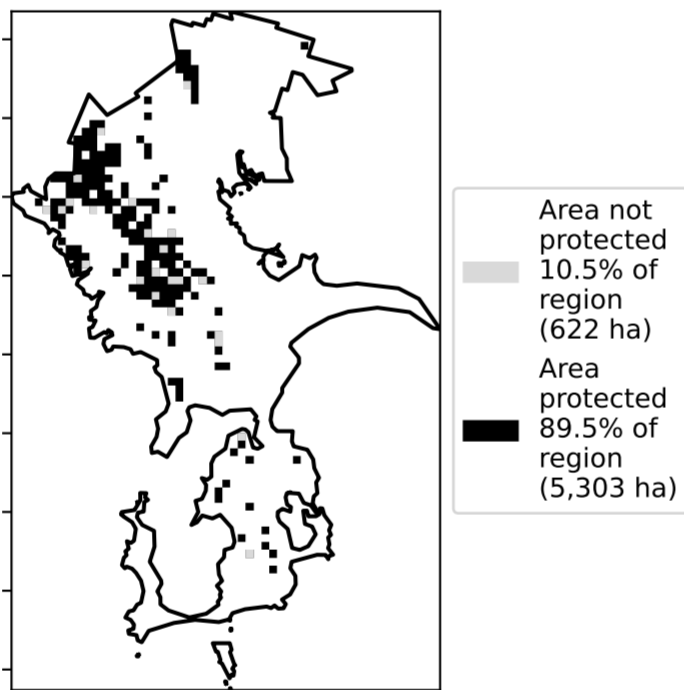 Area not
protected
10.5% of
region
(622 ha)
Area
protected
89.5% of
region
(5,303 ha)